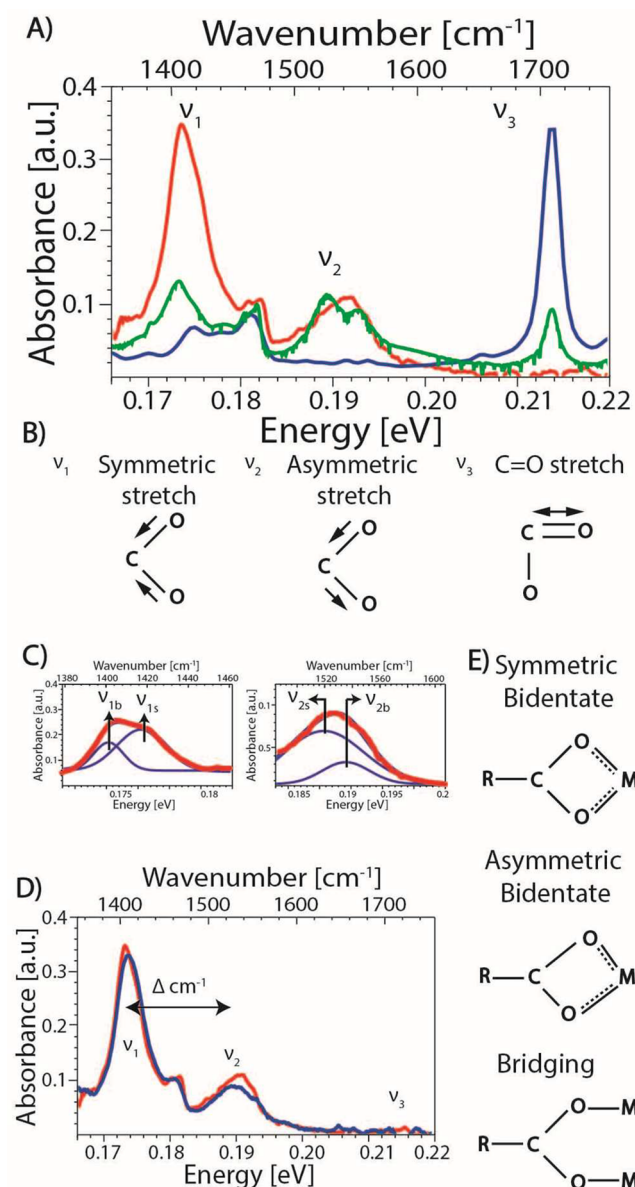 A)
Wavenumber [cm-1]
1400 1500 1600 1700
ν1
ν2
ν3
Absorbance [a.u.]
0.4
0.3
0.2
0.1
0.17 0.18 0.19 0.20 0.21 0.22
Energy [eV]
B)
ν1 Symmetric stretch
ν2 Asymmetric stretch
ν3 C=O stretch
C O O
C O O
C O
O
C)
Wavenumber [cm-1]
1380 1400 1420 1440 1460
ν1b ν1s
Absorbance [a.u.]
0.4
0.3
0.2
0.1
0.0
0.175 0.18
Energy [eV]
Wavenumber [cm-1]
1520 1560 1600
ν2s ν2b
Absorbance [a.u.]
0.1
0.5
0.185 0.19 0.195 0.2
Energy [eV]
D)
Wavenumber [cm-1]
1400 1500 1600 1700
Δ cm-1
ν1
ν2
ν3
Absorbance [a.u.]
0.4
0.3
0.2
0.1
0.17 0.18 0.19 0.20 0.21 0.22
Energy [eV]
E)
Symmetric
Bidentate
O
R C M
O
Asymmetric
Bidentate
O
R C M
O
Bridging
O M
R C
O M